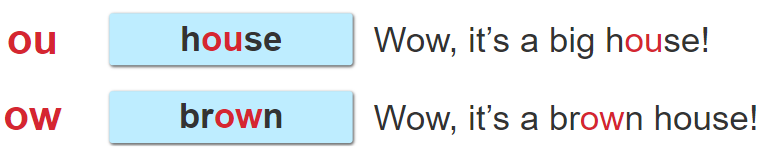 ou house Wow, it’s a big house!
ow brown Wow, it’s a brown house!